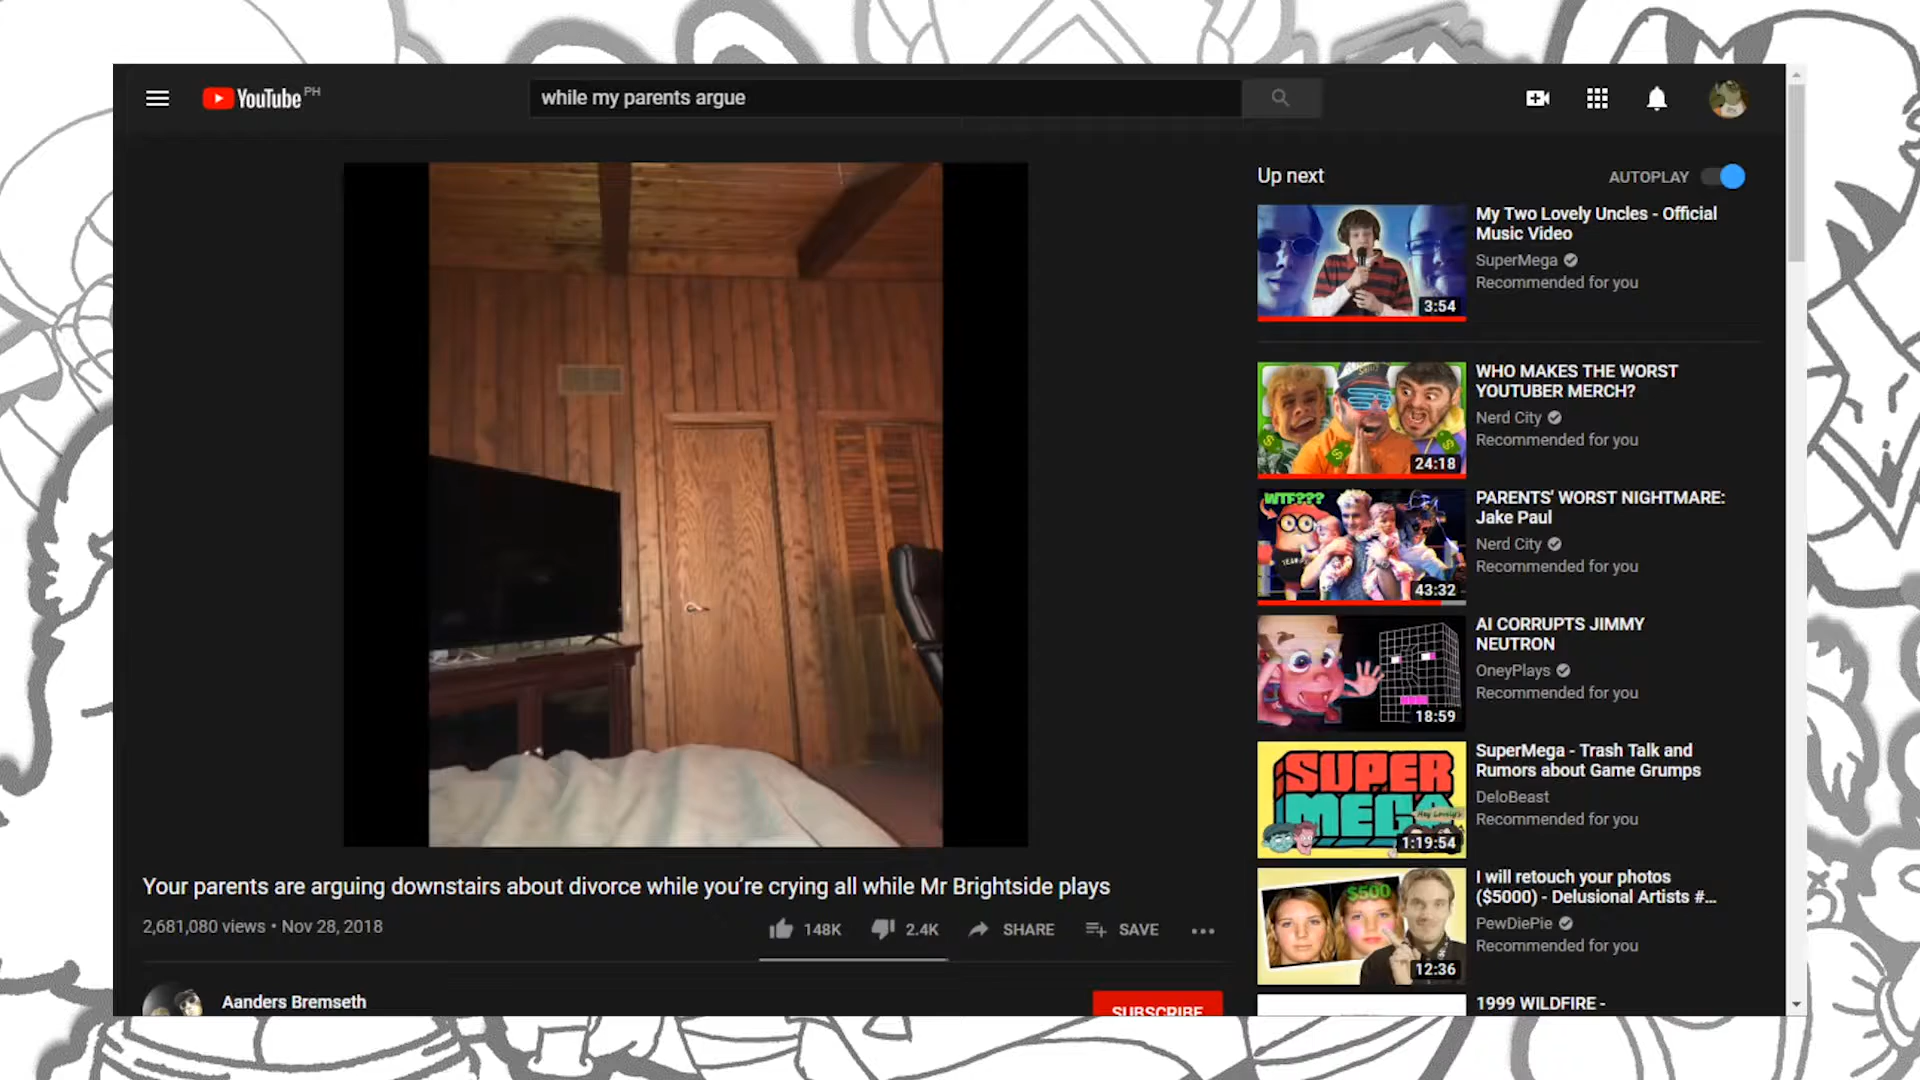 YouTube PH
while my parents argue
Up next
AUTOPLAY
My Two Lovely Uncles - Official
Music Video
SuperMega
Recommended for you
3:54
WHO MAKES THE WORST
YOUTUBER MERCH?
Nerd City
Recommended for you
24:18
WTF???
PARENTS' WORST NIGHTMARE:
Jake Paul
Nerd City
Recommended for you
43:32
AI CORRUPTS JIMMY
NEUTRON
OneyPlays
Recommended for you
18:59
SUPER
MEGA
SuperMega - Trash Talk and
Rumors about Game Grumps
DeloBeast
Recommended for you
1:19:54
$500
I will retouch your photos
($5000) - Delusional Artists #...
PewDiePie
Recommended for you
12:36
1999 WILDFIRE -
Your parents are arguing downstairs about divorce while you’re crying all while Mr Brightside plays
2,681,080 views • Nov 28, 2018
148K
2.4K
SHARE
SAVE
Aanders Bremseth
SUBSCRIBE